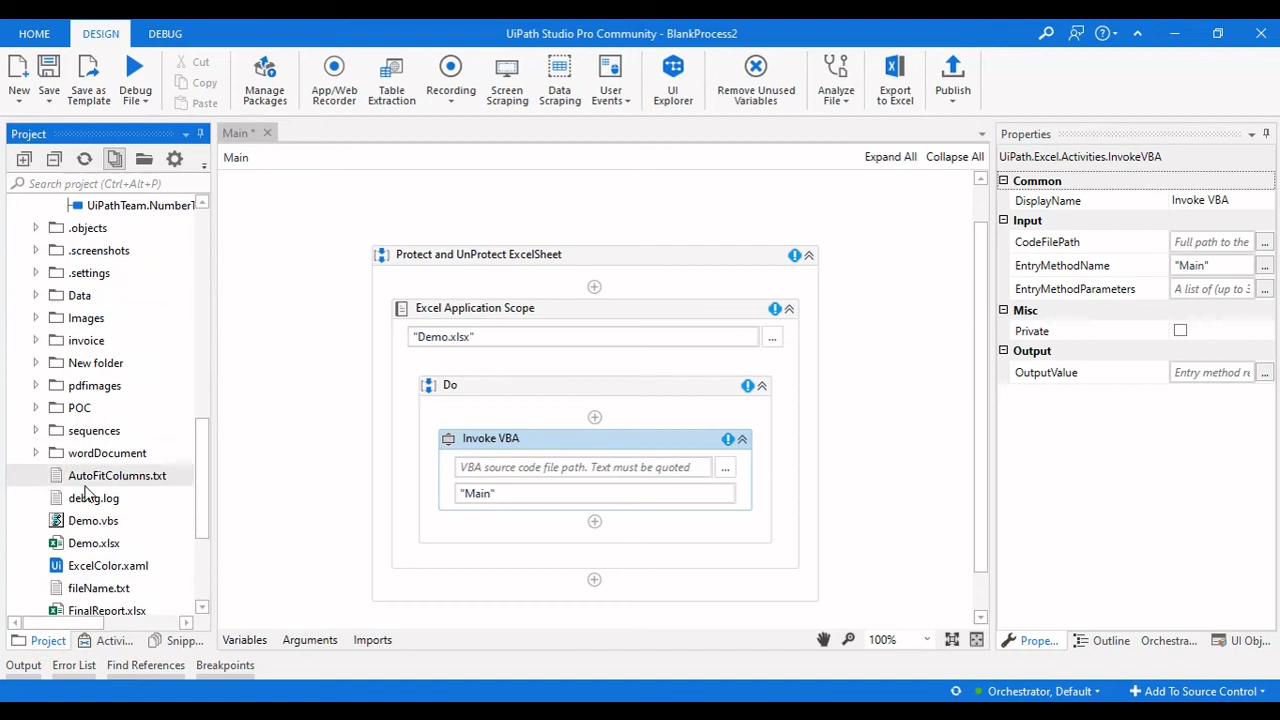 HOME DESIGN DEBUG UiPath Studio Pro Community - BlankProcess2
Cut
Copy
Paste
New Save Save as Template Debug File Manage Packages App/Web Recorder Table Extraction Recording Screen Scraping Data Scraping User Events UI Explorer Remove Unused Variables Analyze File Export to Excel Publish
Project
Search project (Ctrl+Alt+P)
UiPathTeam.NumberT
.objects
.screenshots
.settings
Data
Images
invoice
New folder
pdfimages
POC
sequences
wordDocument
AutoFitColumns.txt
debug.log
Demo.vbs
Demo.xlsx
ExcelColor.xaml
fileName.txt
FinalReport.xlsx
Project Activi... Snipp...
Main *
Main Expand All Collapse All
Protect and UnProtect ExcelSheet
Excel Application Scope
"Demo.xlsx" ...
Do
Invoke VBA
VBA source code file path. Text must be quoted ...
"Main"
Variables Arguments Imports 100%
Properties
UiPath.Excel.Activities.InvokeVBA
Common
DisplayName Invoke VBA
Input
CodeFilePath Full path to the ...
EntryMethodName "Main" ...
EntryMethodParameters A list of (up to 3 ...
Misc
Private
Output
OutputValue Entry method re ...
Prope... Outline Orchestra... UI Obj...
Output Error List Find References Breakpoints
Orchestrator, Default Add To Source Control